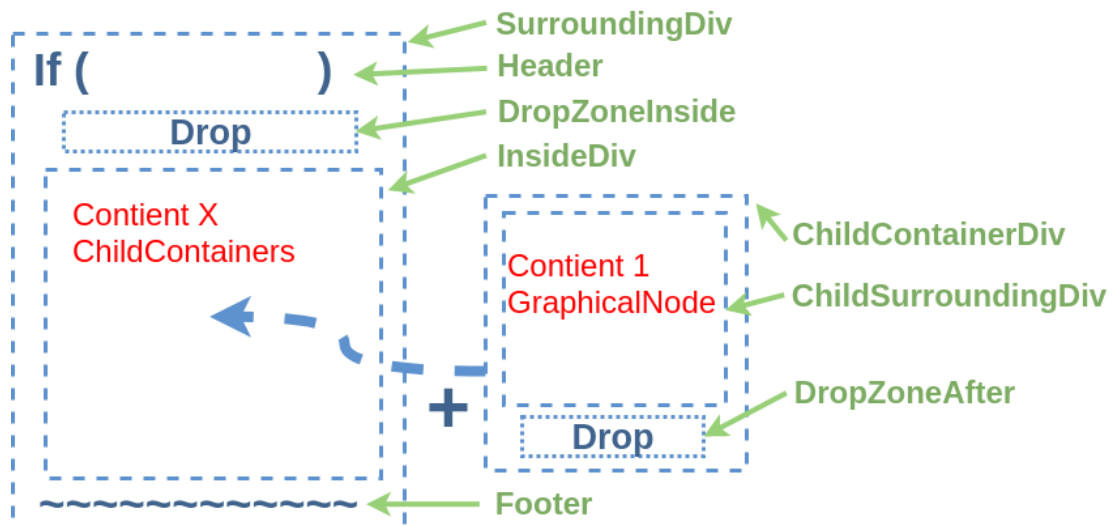 SurroundingDiv
If ( )
Header
DropZoneInside
Drop
InsideDiv
Contient X
ChildContainers
ChildContainerDiv
Contient 1
GraphicalNode
ChildSurroundingDiv
+
DropZoneAfter
Drop
~~~~~~~~~~~~
Footer